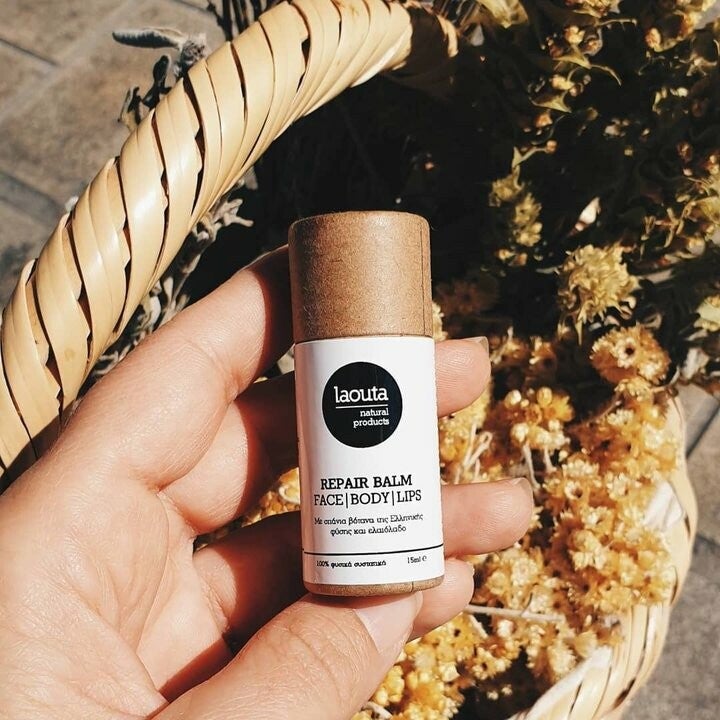 laouta
natural
products
REPAIR BALM
FACE|BODY|LIPS
Με σπάνια βότανα της Ελληνικής
φύσης και ελαιόλαδο
100% φυσικά συστατικά 15ml e